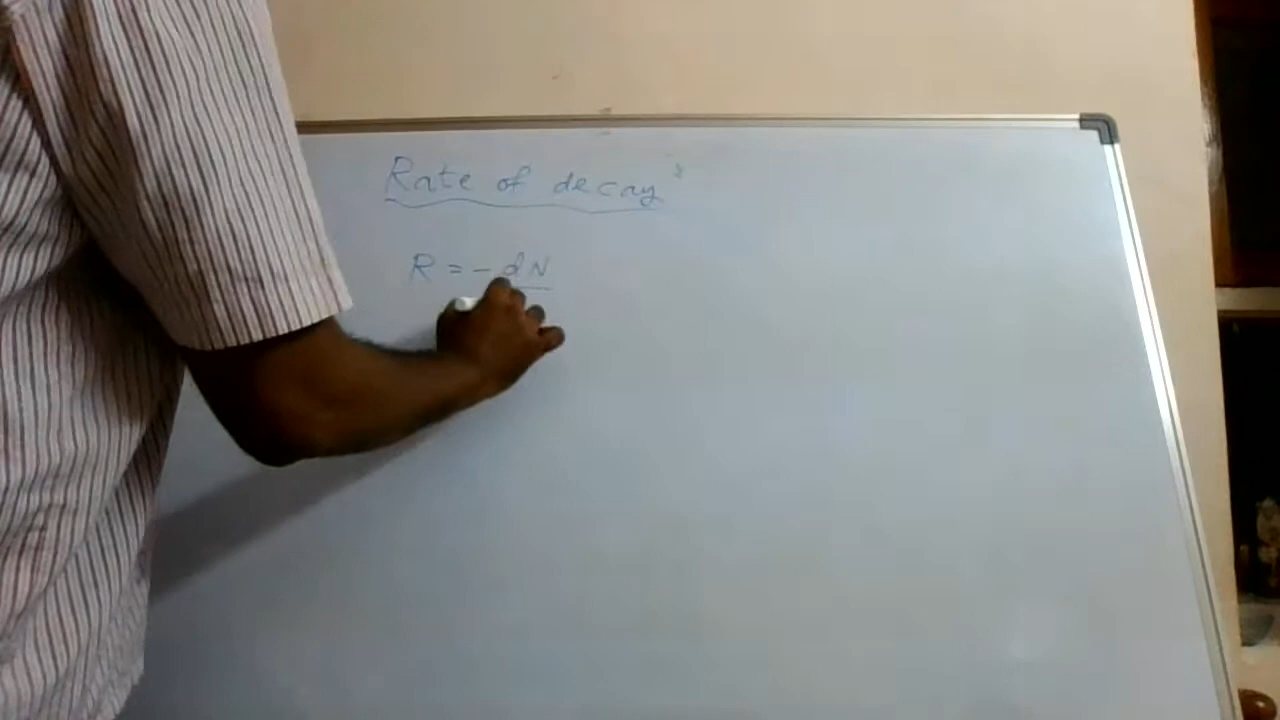 Rate of decay :
R = - dN